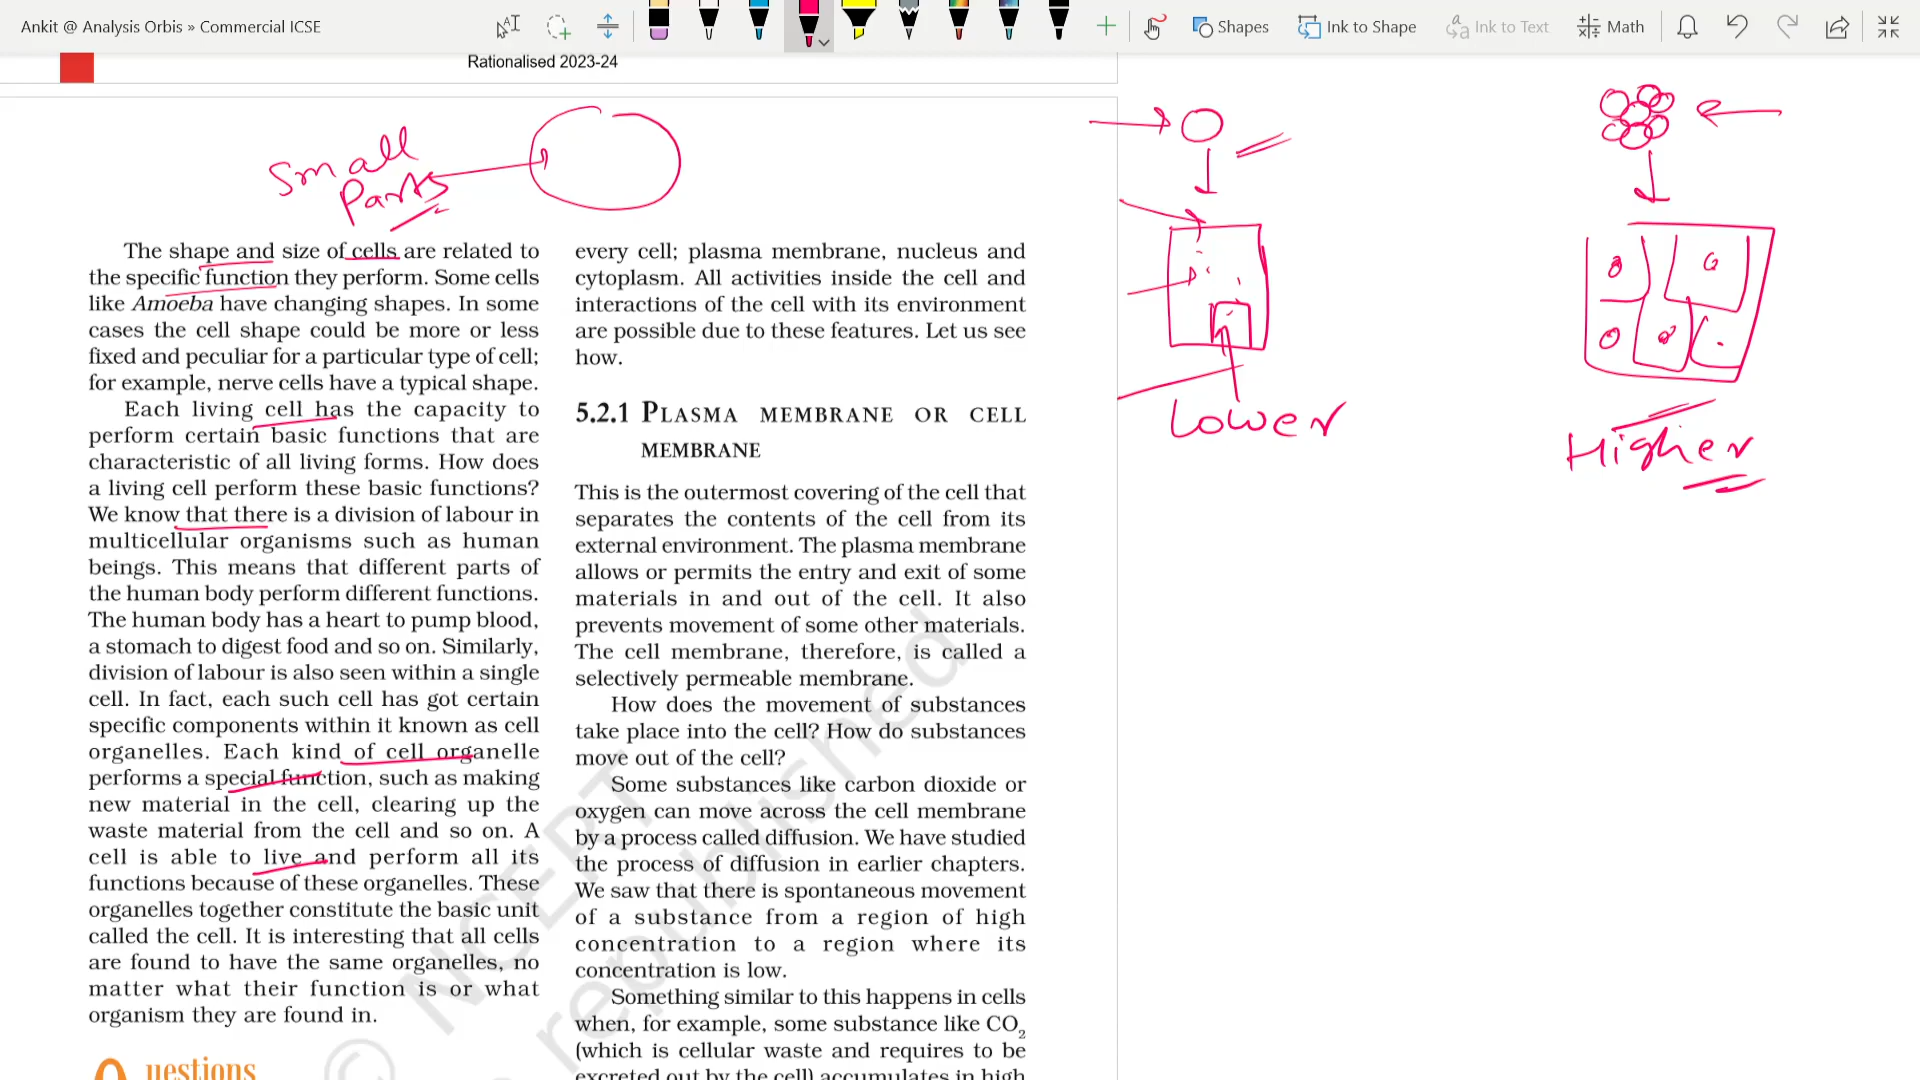 Ankit @ Analysis Orbis » Commercial ICSE
Shapes
Ink to Shape
Ink to Text
Math
Rationalised 2023-24
Small
Parts
The shape and size of cells are related to
the specific function they perform. Some cells
like Amoeba have changing shapes. In some
cases the cell shape could be more or less
fixed and peculiar for a particular type of cell;
for example, nerve cells have a typical shape.
Each living cell has the capacity to
perform certain basic functions that are
characteristic of all living forms. How does
a living cell perform these basic functions?
We know that there is a division of labour in
multicellular organisms such as human
beings. This means that different parts of
the human body perform different functions.
The human body has a heart to pump blood,
a stomach to digest food and so on. Similarly,
division of labour is also seen within a single
cell. In fact, each such cell has got certain
specific components within it known as cell
organelles. Each kind of cell organelle
performs a special function, such as making
new material in the cell, clearing up the
waste material from the cell and so on. A
cell is able to live and perform all its
functions because of these organelles. These
organelles together constitute the basic unit
called the cell. It is interesting that all cells
are found to have the same organelles, no
matter what their function is or what
organism they are found in.
Questions
every cell; plasma membrane, nucleus and
cytoplasm. All activities inside the cell and
interactions of the cell with its environment
are possible due to these features. Let us see
how.
5.2.1 PLASMA MEMBRANE OR CELL
MEMBRANE
This is the outermost covering of the cell that
separates the contents of the cell from its
external environment. The plasma membrane
allows or permits the entry and exit of some
materials in and out of the cell. It also
prevents movement of some other materials.
The cell membrane, therefore, is called a
selectively permeable membrane.
How does the movement of substances
take place into the cell? How do substances
move out of the cell?
Some substances like carbon dioxide or
oxygen can move across the cell membrane
by a process called diffusion. We have studied
the process of diffusion in earlier chapters.
We saw that there is spontaneous movement
of a substance from a region of high
concentration to a region where its
concentration is low.
Something similar to this happens in cells
when, for example, some substance like CO₂
(which is cellular waste and requires to be
excreted out by the cell) accumulates in high
© NCERT
republished
Lower
Higher